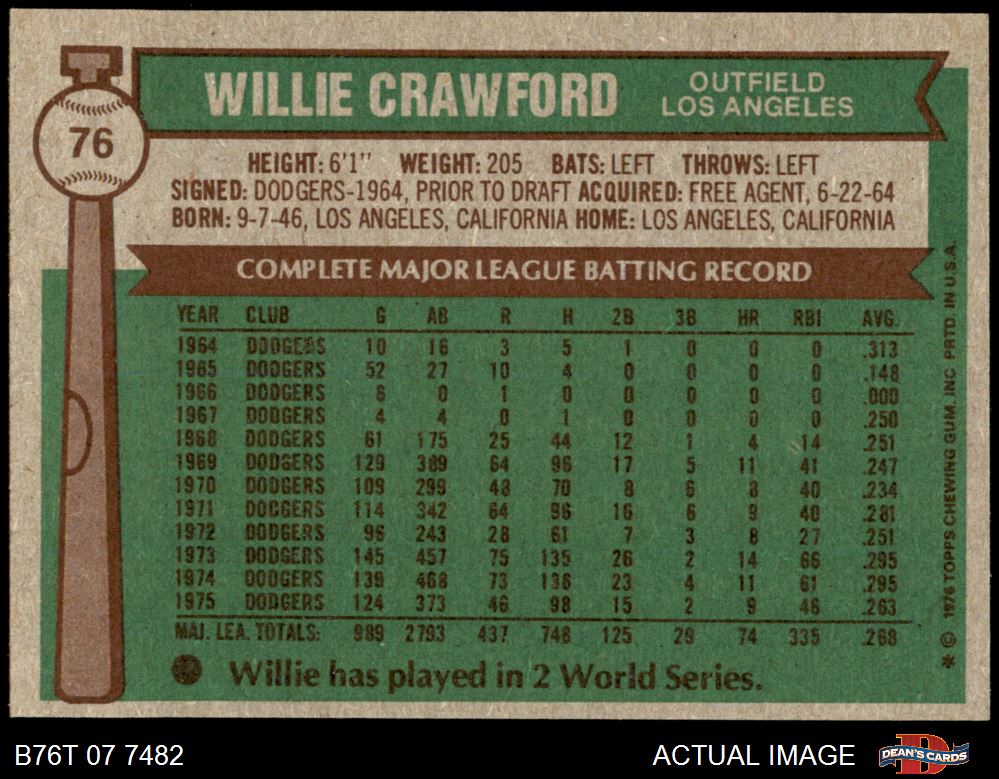 WILLIE CRAWFORD
OUTFIELD
LOS ANGELES
76
HEIGHT: 6'1" WEIGHT: 205 BATS: LEFT THROWS: LEFT
SIGNED: DODGERS-1964, PRIOR TO DRAFT ACQUIRED: FREE AGENT, 6-22-64
BORN: 9-7-46, LOS ANGELES, CALIFORNIA HOME: LOS ANGELES, CALIFORNIA
COMPLETE MAJOR LEAGUE BATTING RECORD
YEAR CLUB G AB R H 2B 3B HR RBI AVG.
1964 DODGERS 10 16 3 5 1 0 0 0 .313
1965 DODGERS 52 27 10 4 0 0 0 0 .148
1966 DODGERS 6 0 1 0 0 0 0 0 .000
1967 DODGERS 4 4 0 1 0 0 0 0 .250
1968 DODGERS 61 175 25 44 12 1 4 14 .251
1969 DODGERS 129 389 64 96 17 5 11 41 .247
1970 DODGERS 109 299 48 70 8 6 8 40 .234
1971 DODGERS 114 342 64 96 16 6 9 40 .281
1972 DODGERS 96 243 28 61 7 3 8 27 .251
1973 DODGERS 145 457 75 135 26 2 14 66 .295
1974 DODGERS 139 468 73 138 23 4 11 61 .295
1975 DODGERS 124 373 46 98 15 2 9 46 .263
MAJ. LEA. TOTALS: 989 2793 437 748 125 29 74 335 .268
Willie has played in 2 World Series.
* © 1976 TOPPS CHEWING GUM, INC. PRTD. IN U.S.A.
B76T 07 7482
ACTUAL IMAGE
DEAN'S CARDS